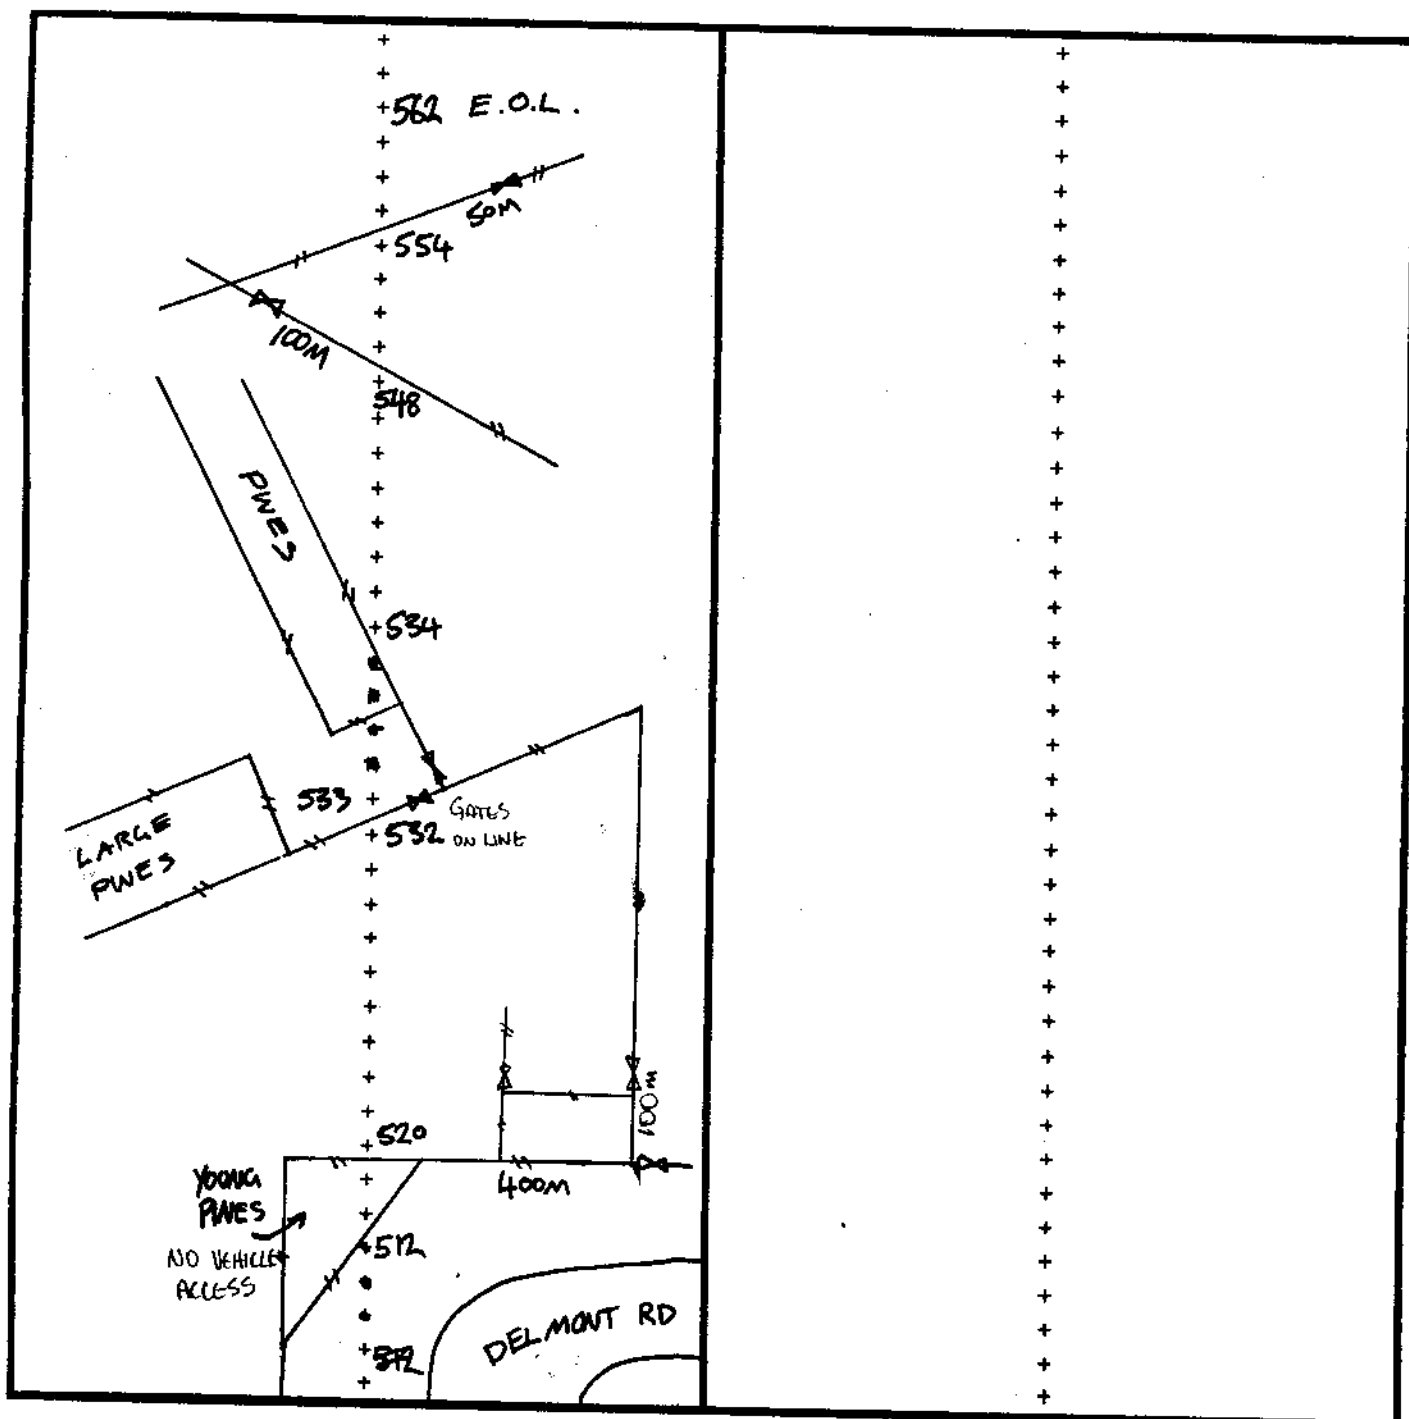 562 E.O.L.
50M
554
100M
548
PINES
534
533
532
GATES
ON LINE
LARGE
PINES
100m
520
400M
YOUNG
PINES
NO VEHICLE
ACCESS
512
DELMONT RD